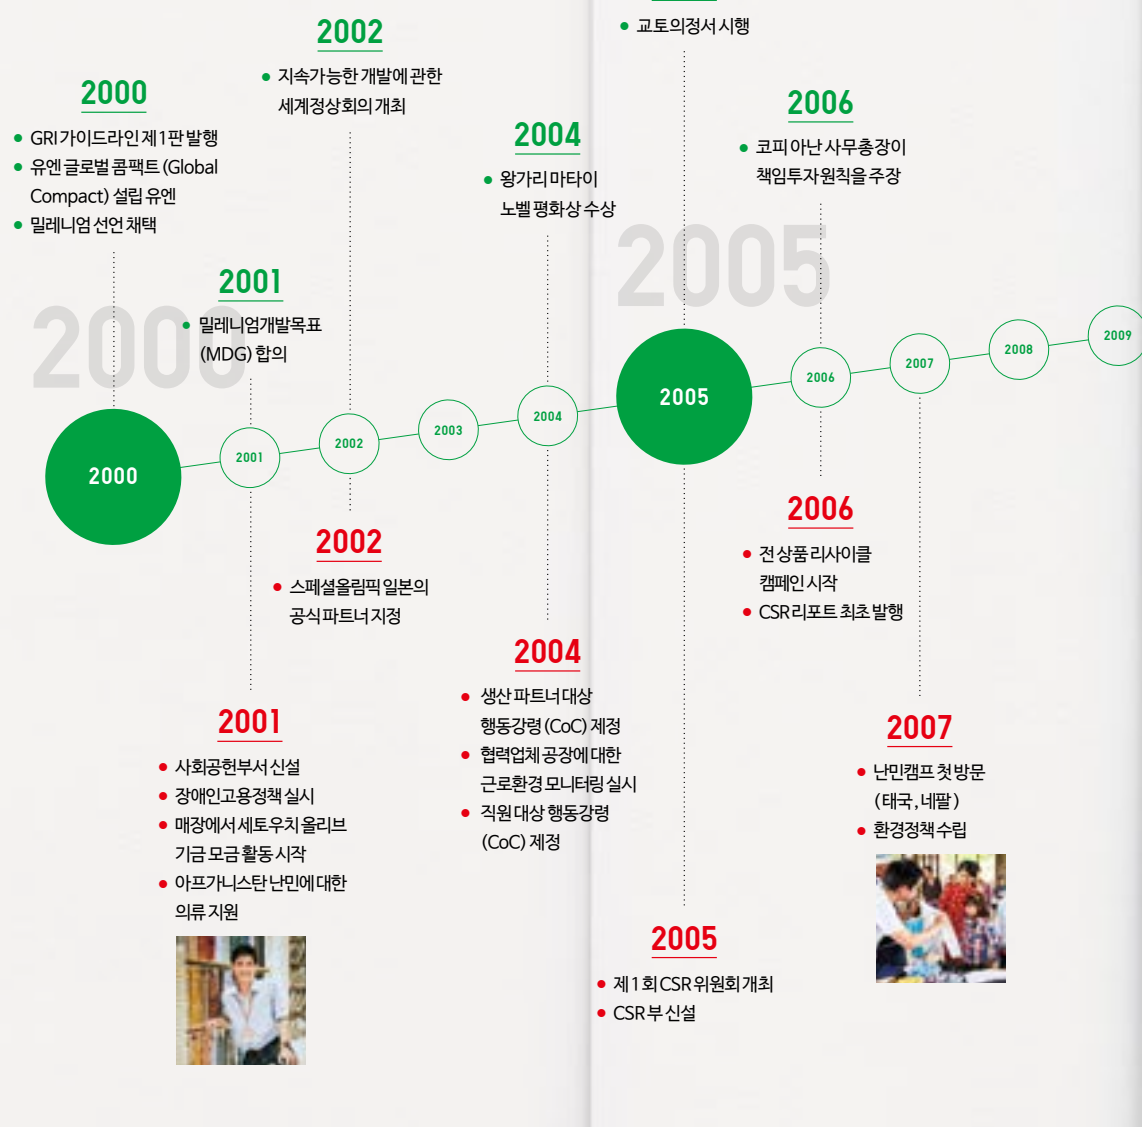 2000
GRI 가이드라인 제1판 발행
유엔 글로벌 콤팩트 (Global
Compact) 설립 유엔
밀레니엄 선언 채택
2002
지속가능한 개발에 관한
세계정상회의 개최
2001
밀레니엄개발목표
(MDG) 합의
2004
왕가리 마타이
노벨 평화상 수상
교토의정서 시행
2006
코피 아난 사무총장이
책임투자 원칙을 주장
2000
2005
2000
2001
2002
2003
2004
2005
2006
2007
2008
2009
2002
스페셜올림픽 일본의
공식 파트너 지정
2001
사회공헌부서 신설
장애인고용정책 실시
매장에서 세토우치 올리브
기금 모금 활동 시작
아프가니스탄 난민에 대한
의류 지원
2004
생산 파트너 대상
행동강령 (CoC) 제정
협력업체 공장에 대한
근로환경 모니터링 실시
직원 대상 행동강령
(CoC) 제정
2005
제1회 CSR 위원회 개최
CSR 부 신설
2006
전 상품 리사이클
캠페인 시작
CSR 리포트 최초 발행
2007
난민캠프 첫 방문
(태국, 네팔)
환경정책 수립